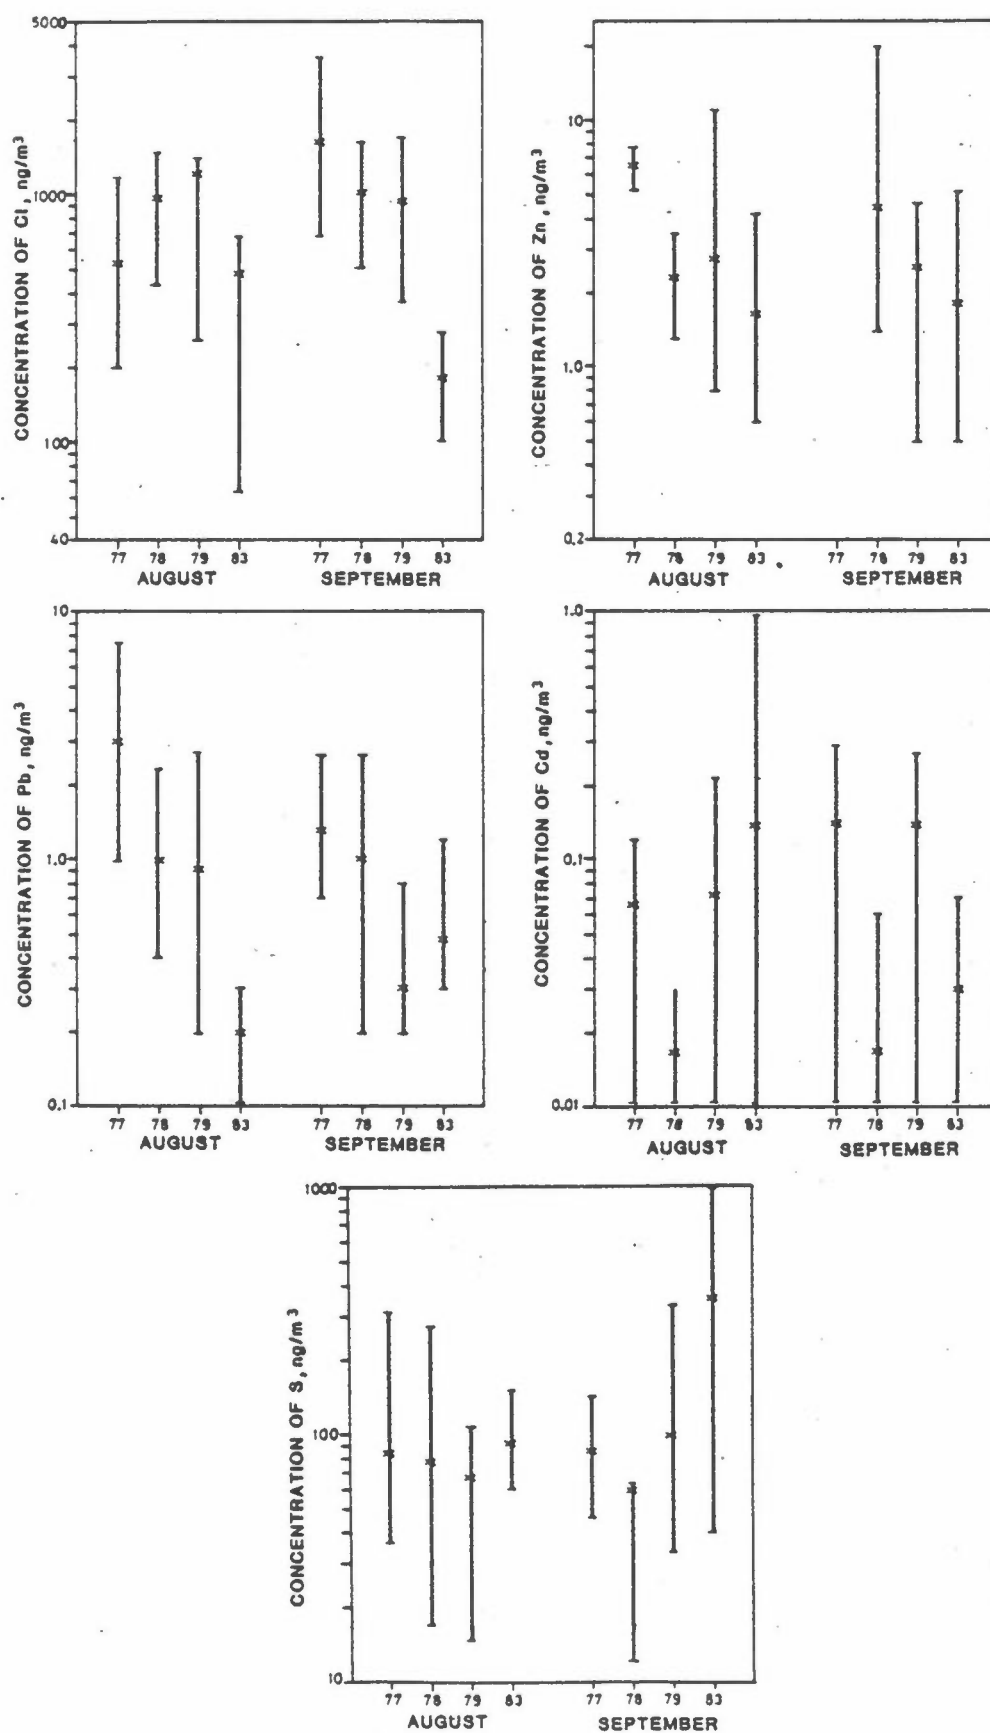 5000
1000
100
40
CONCENTRATION OF Cl, ng/m³
77 78 79 83 77 78 79 83
AUGUST SEPTEMBER
10
1.0
0.2
CONCENTRATION OF Zn, ng/m³
77 78 79 83 77 78 79 83
AUGUST SEPTEMBER
10
1.0
0.1
CONCENTRATION OF Pb, ng/m³
77 78 79 83 77 78 79 83
AUGUST SEPTEMBER
1.0
0.1
0.01
CONCENTRATION OF Cd, ng/m³
77 78 79 83 77 78 79 83
AUGUST SEPTEMBER
1000
100
10
CONCENTRATION OF S, ng/m³
77 78 79 83 77 78 79 83
AUGUST SEPTEMBER